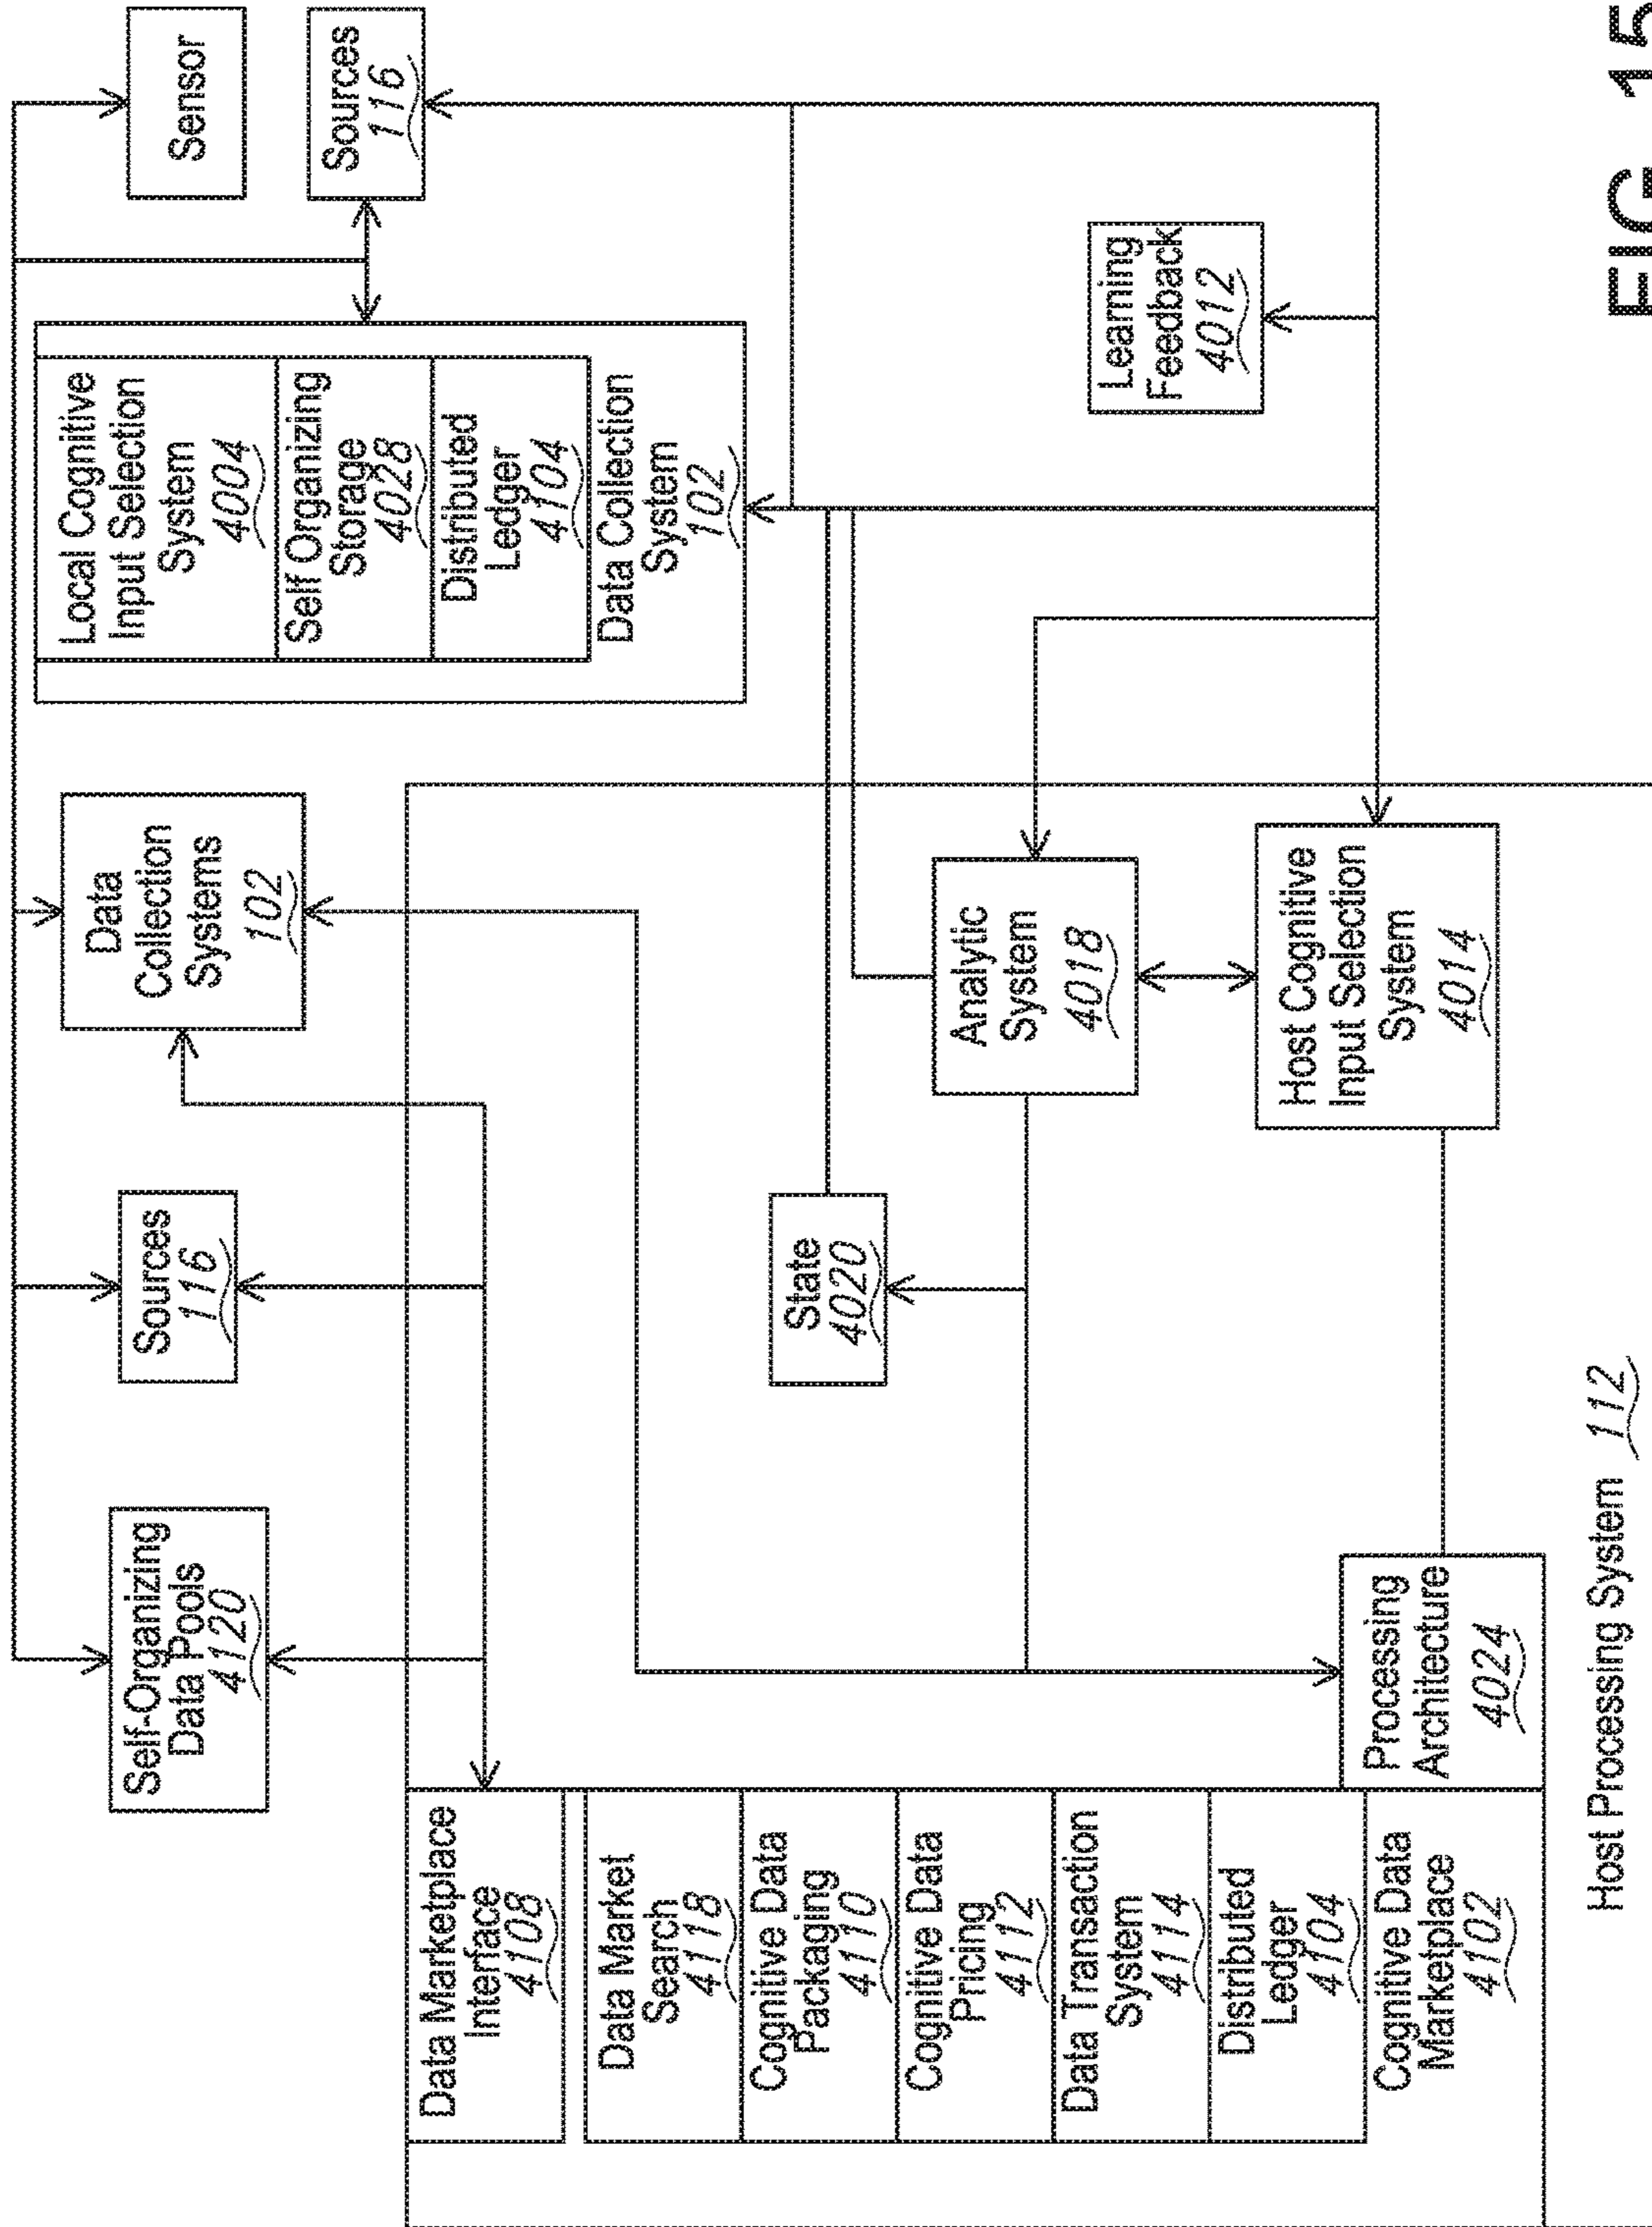 Self-Organizing
Data Pools
4120
Sources
116
Data
Collection
Systems
102
Local Cognitive
Input Selection
System
4004
Self Organizing
Storage
4028
Distributed
Ledger
4104
Data Collection
System
102
Sensor
Sources
116
Data Marketplace
Interface
4108
Data Market
Search
4118
Cognitive Data
Packaging
4110
Cognitive Data
Pricing
4112
Data Transaction
System
4114
Distributed
Ledger
4104
Cognitive Data
Marketplace
4102
State
4020
Analytic
System
4018
Learning
Feedback
4012
Host Cognitive
Input Selection
System
4014
Processing
Architecture
4024
Host Processing System 112
FIG. 15